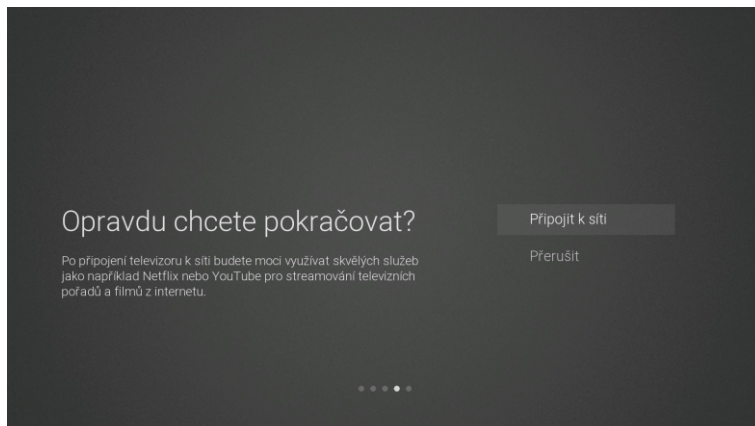 Opravdu chcete pokračovat?
Po připojení televizoru k síti budete moci využívat skvělých služeb
jako například Netflix nebo YouTube pro streamování televizních
pořadů a filmů z internetu.
Připojit k síti
Přerušit